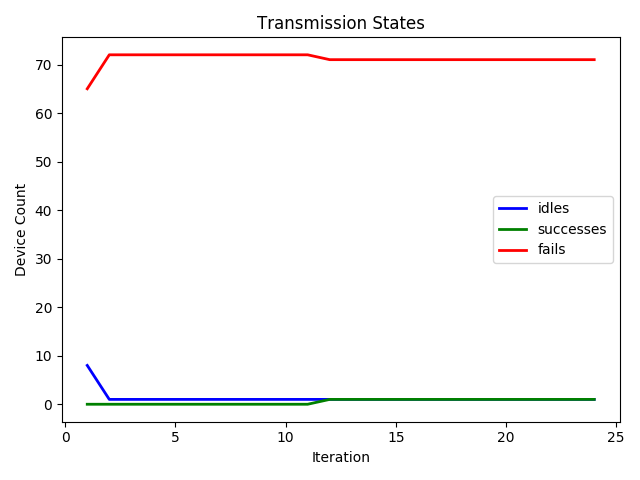 Transmission States
Device Count
70
60
50
40
30
20
10
0
idles
successes
fails
0 5 10 15 20 25
Iteration